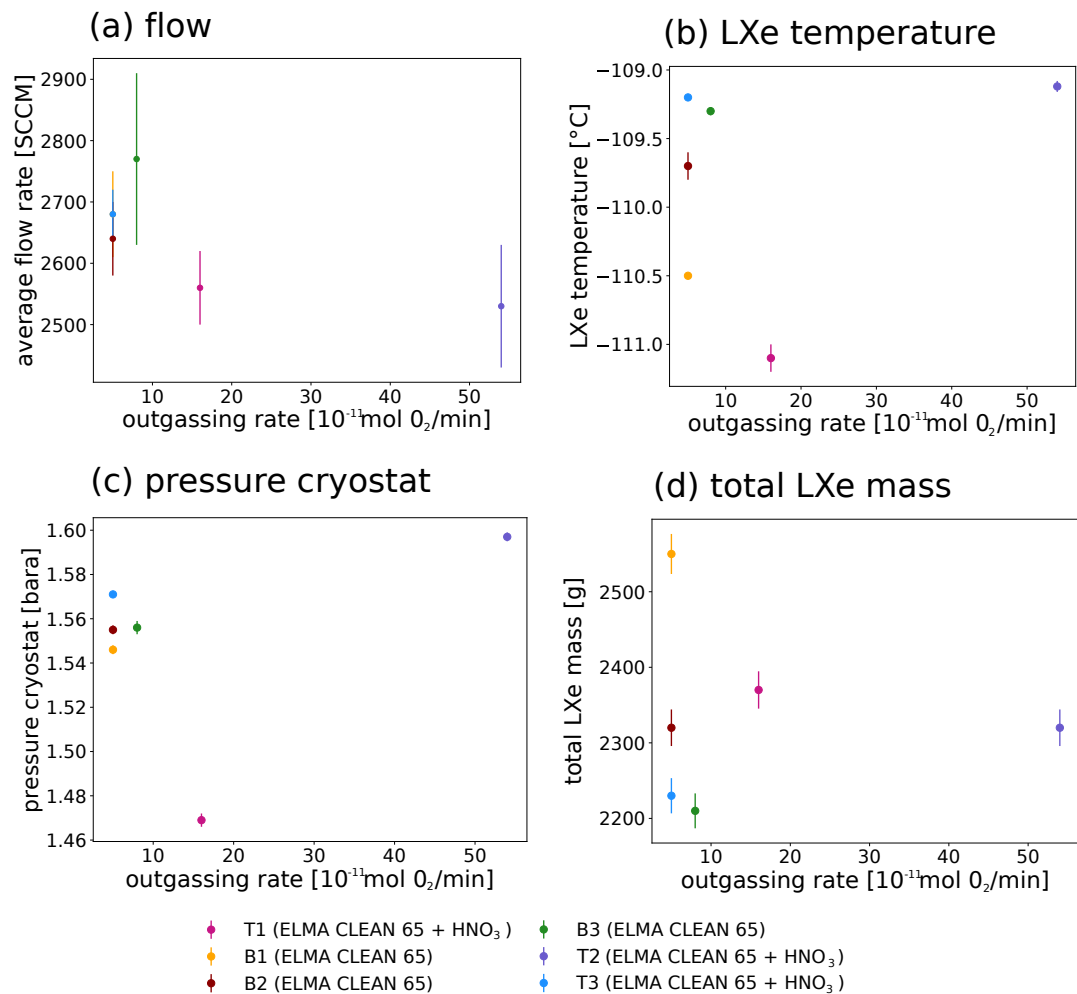 (a) flow
2900
2800
2700
2600
2500
average flow rate [SCCM]
10 20 30 40 50
outgassing rate [10⁻¹¹mol 0₂/min]
(b) LXe temperature
−109.0
−109.5
−110.0
−110.5
−111.0
LXe temperature [°C]
10 20 30 40 50
outgassing rate [10⁻¹¹mol 0₂/min]
(c) pressure cryostat
1.60
1.58
1.56
1.54
1.52
1.50
1.48
1.46
pressure cryostat [bara]
10 20 30 40 50
outgassing rate [10⁻¹¹mol 0₂/min]
(d) total LXe mass
2500
2400
2300
2200
total LXe mass [g]
10 20 30 40 50
outgassing rate [10⁻¹¹mol 0₂/min]
T1 (ELMA CLEAN 65 + HNO₃)
B1 (ELMA CLEAN 65)
B2 (ELMA CLEAN 65)
B3 (ELMA CLEAN 65)
T2 (ELMA CLEAN 65 + HNO₃)
T3 (ELMA CLEAN 65 + HNO₃)